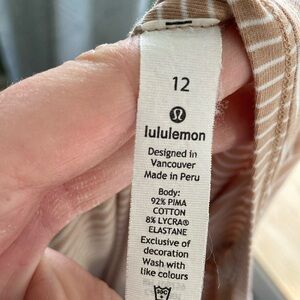 12
lululemon
Designed in
Vancouver
Made in Peru
Body:
92% PIMA
COTTON
8% LYCRA®
ELASTANE
Exclusive of
decoration
Wash with
like colours